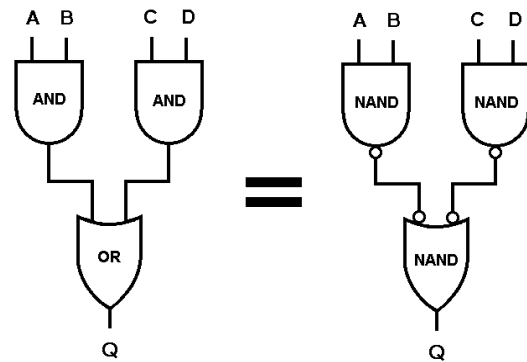 A B C D A B C D
AND AND NAND NAND
=
OR NAND
Q Q